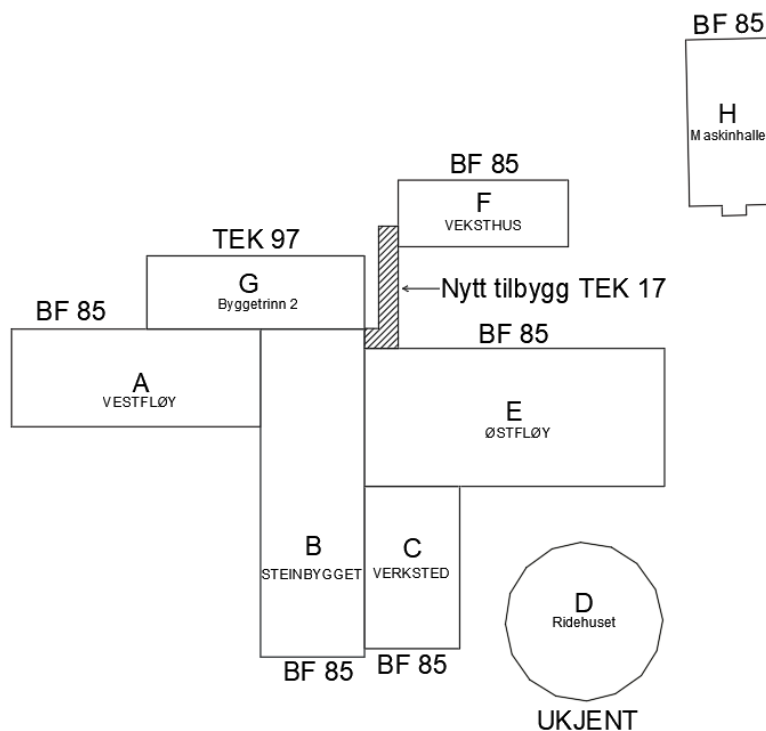 BF 85
H
Maskinhalle
BF 85
F
VEKSTHUS
TEK 97
G
Byggetrinn 2
Nytt tilbygg TEK 17
BF 85
A
VESTFLØY
BF 85
E
ØSTFLØY
B
STEINBYGGET
C
VERKSTED
D
Ridehuset
BF 85
BF 85
UKJENT